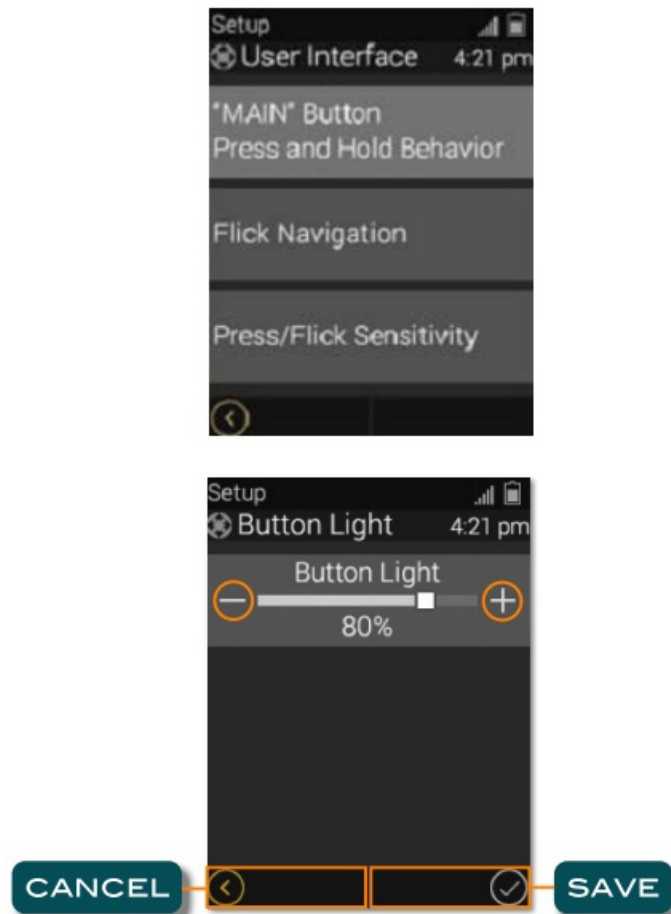 Setup
User Interface 4:21 pm
"MAIN" Button
Press and Hold Behavior
Flick Navigation
Press/Flick Sensitivity
Setup
Button Light 4:21 pm
Button Light
80%
CANCEL
SAVE